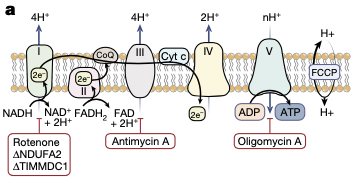 a
4H⁺ 4H⁺ 2H⁺ nH⁺
H+
CoQ
I III Cyt c IV V
2e⁻ 2e⁻ FCCP
II
2e⁻
NADH NAD⁺ FADH₂ FAD ADP ATP H+
+ 2H⁺ + 2H⁺
Rotenone Antimycin A Oligomycin A
ΔNDUFA2
ΔTIMMDC1